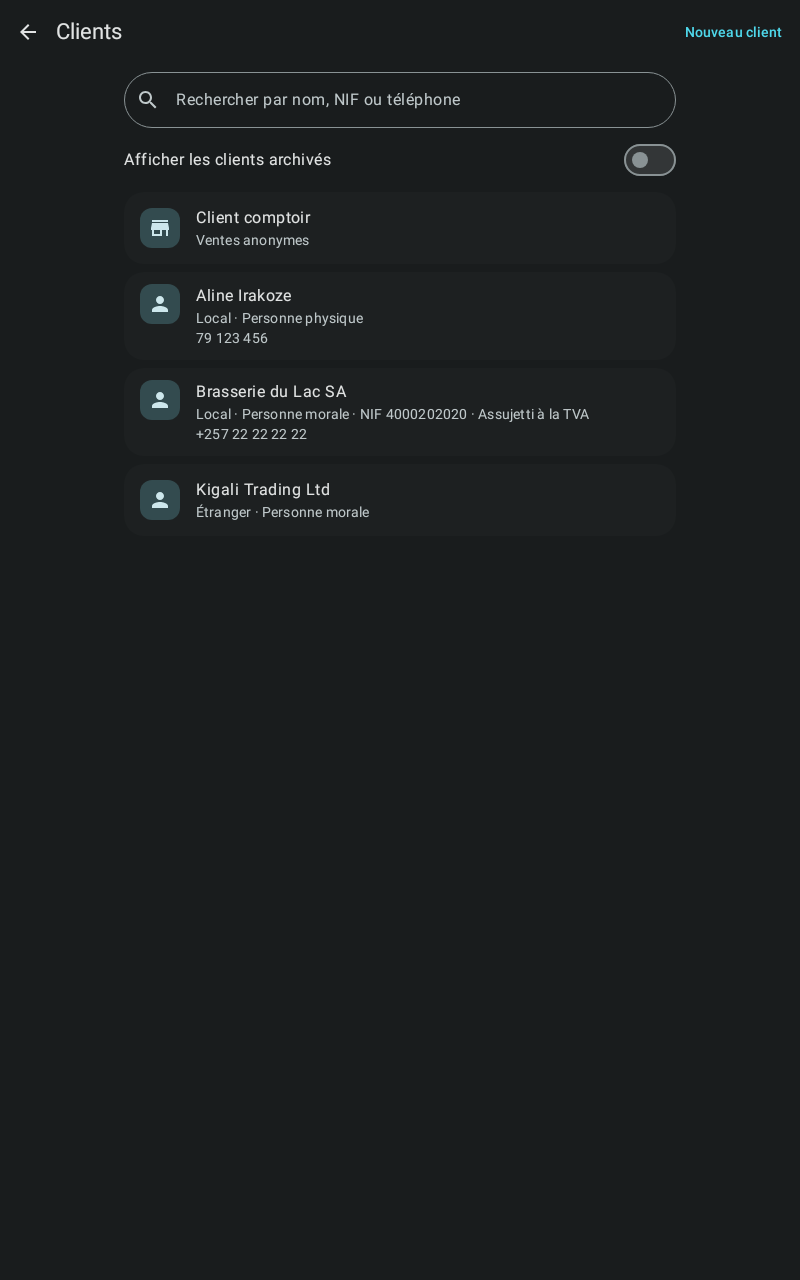 Clients
Nouveau client
Rechercher par nom, NIF ou téléphone
Afficher les clients archivés
Client comptoir
Ventes anonymes
Aline Irakoze
Local · Personne physique
79 123 456
Brasserie du Lac SA
Local · Personne morale · NIF 4000202020 · Assujetti à la TVA
+257 22 22 22 22
Kigali Trading Ltd
Étranger · Personne morale